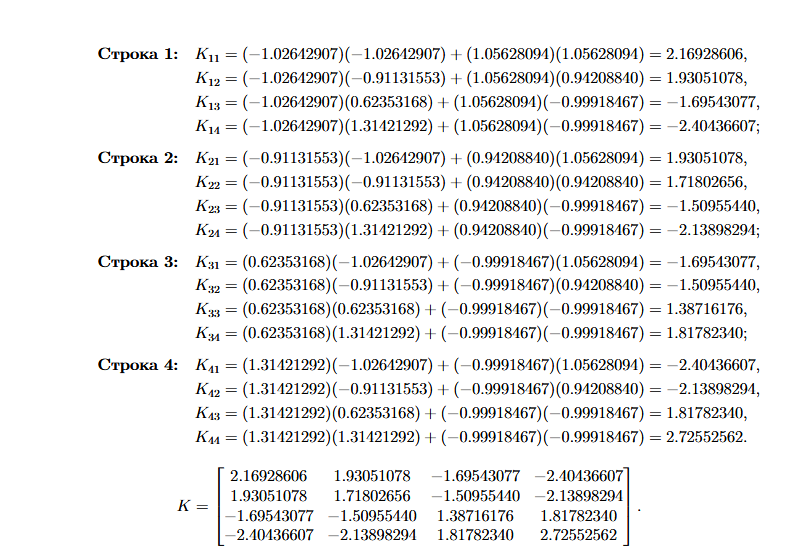 Строка 1: K₁₁ = (−1.02642907)(−1.02642907) + (1.05628094)(1.05628094) = 2.16928606,
K₁₂ = (−1.02642907)(−0.91131553) + (1.05628094)(0.94208840) = 1.93051078,
K₁₃ = (−1.02642907)(0.62353168) + (1.05628094)(−0.99918467) = −1.69543077,
K₁₄ = (−1.02642907)(1.31421292) + (1.05628094)(−0.99918467) = −2.40436607;
Строка 2: K₂₁ = (−0.91131553)(−1.02642907) + (0.94208840)(1.05628094) = 1.93051078,
K₂₂ = (−0.91131553)(−0.91131553) + (0.94208840)(0.94208840) = 1.71802656,
K₂₃ = (−0.91131553)(0.62353168) + (0.94208840)(−0.99918467) = −1.50955440,
K₂₄ = (−0.91131553)(1.31421292) + (0.94208840)(−0.99918467) = −2.13898294;
Строка 3: K₃₁ = (0.62353168)(−1.02642907) + (−0.99918467)(1.05628094) = −1.69543077,
K₃₂ = (0.62353168)(−0.91131553) + (−0.99918467)(0.94208840) = −1.50955440,
K₃₃ = (0.62353168)(0.62353168) + (−0.99918467)(−0.99918467) = 1.38716176,
K₃₄ = (0.62353168)(1.31421292) + (−0.99918467)(−0.99918467) = 1.81782340;
Строка 4: K₄₁ = (1.31421292)(−1.02642907) + (−0.99918467)(1.05628094) = −2.40436607,
K₄₂ = (1.31421292)(−0.91131553) + (−0.99918467)(0.94208840) = −2.13898294,
K₄₃ = (1.31421292)(0.62353168) + (−0.99918467)(−0.99918467) = 1.81782340,
K₄₄ = (1.31421292)(1.31421292) + (−0.99918467)(−0.99918467) = 2.72552562.
K = [ 2.16928606 1.93051078 −1.69543077 −2.40436607
1.93051078 1.71802656 −1.50955440 −2.13898294
−1.69543077 −1.50955440 1.38716176 1.81782340
−2.40436607 −2.13898294 1.81782340 2.72552562 ] .